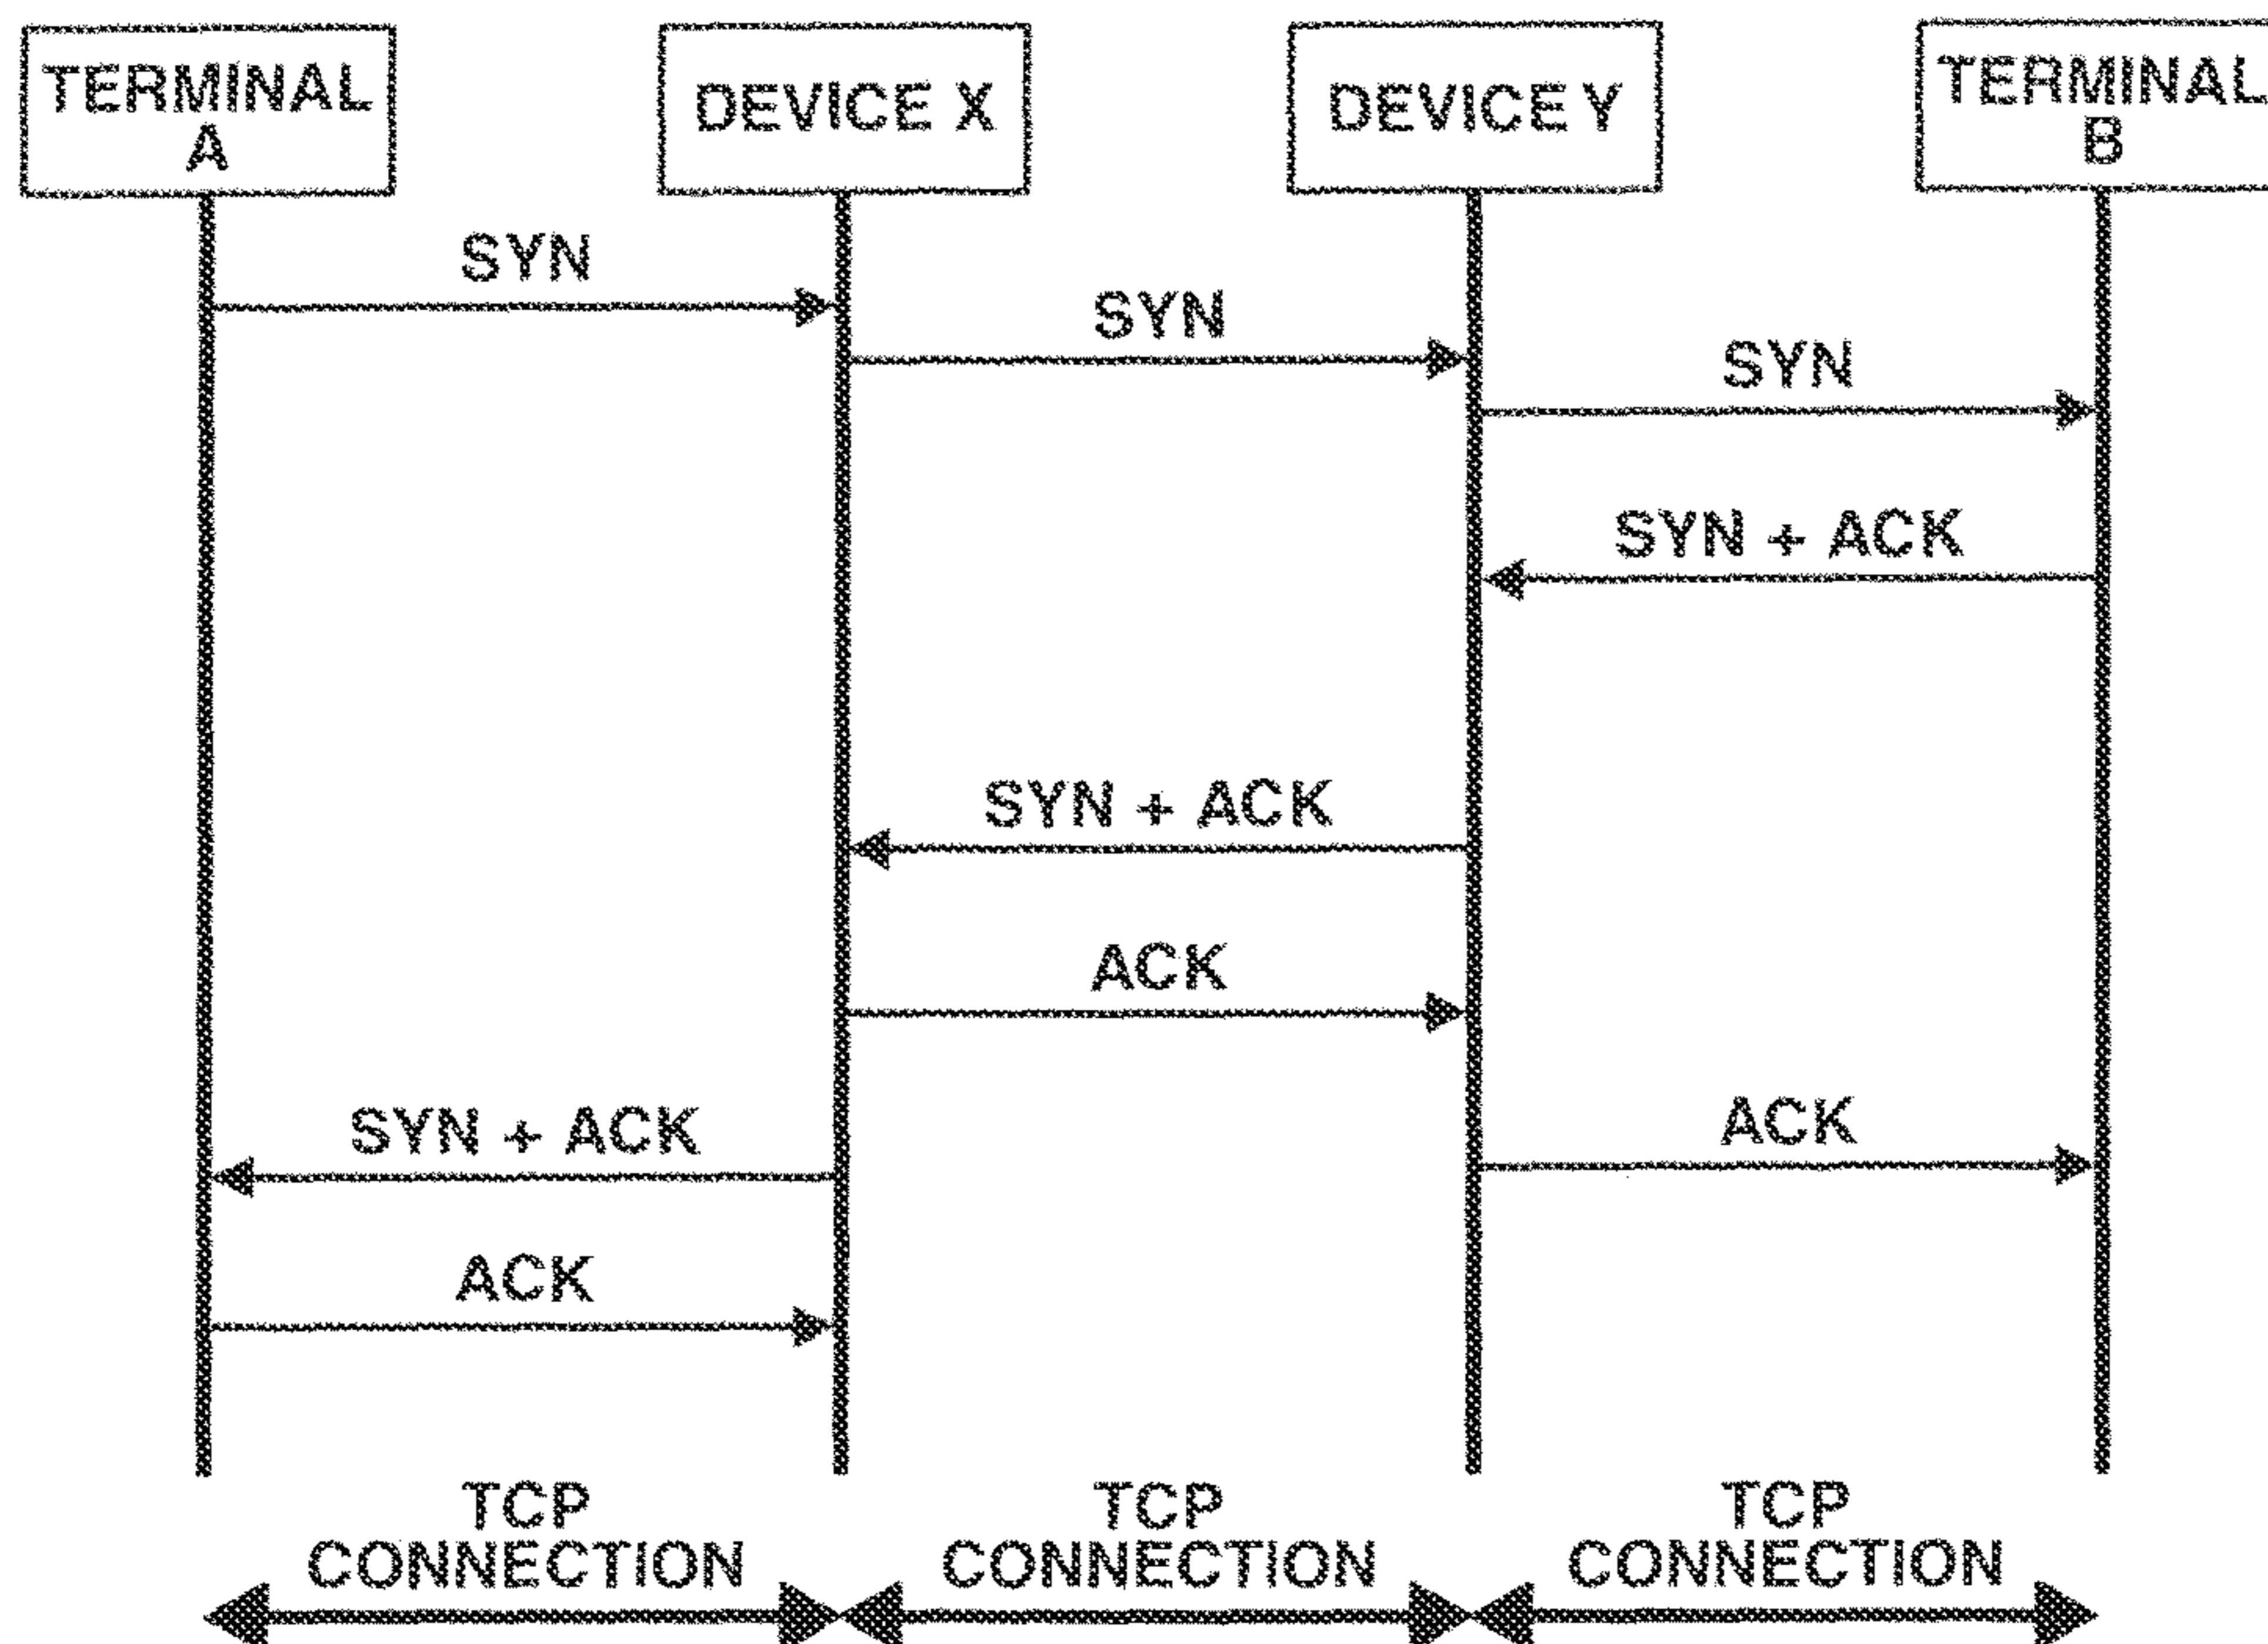 TERMINAL
A
DEVICE X
DEVICE Y
TERMINAL
B
SYN
SYN
SYN
SYN + ACK
SYN + ACK
ACK
SYN + ACK
ACK
ACK
TCP
CONNECTION
TCP
CONNECTION
TCP
CONNECTION